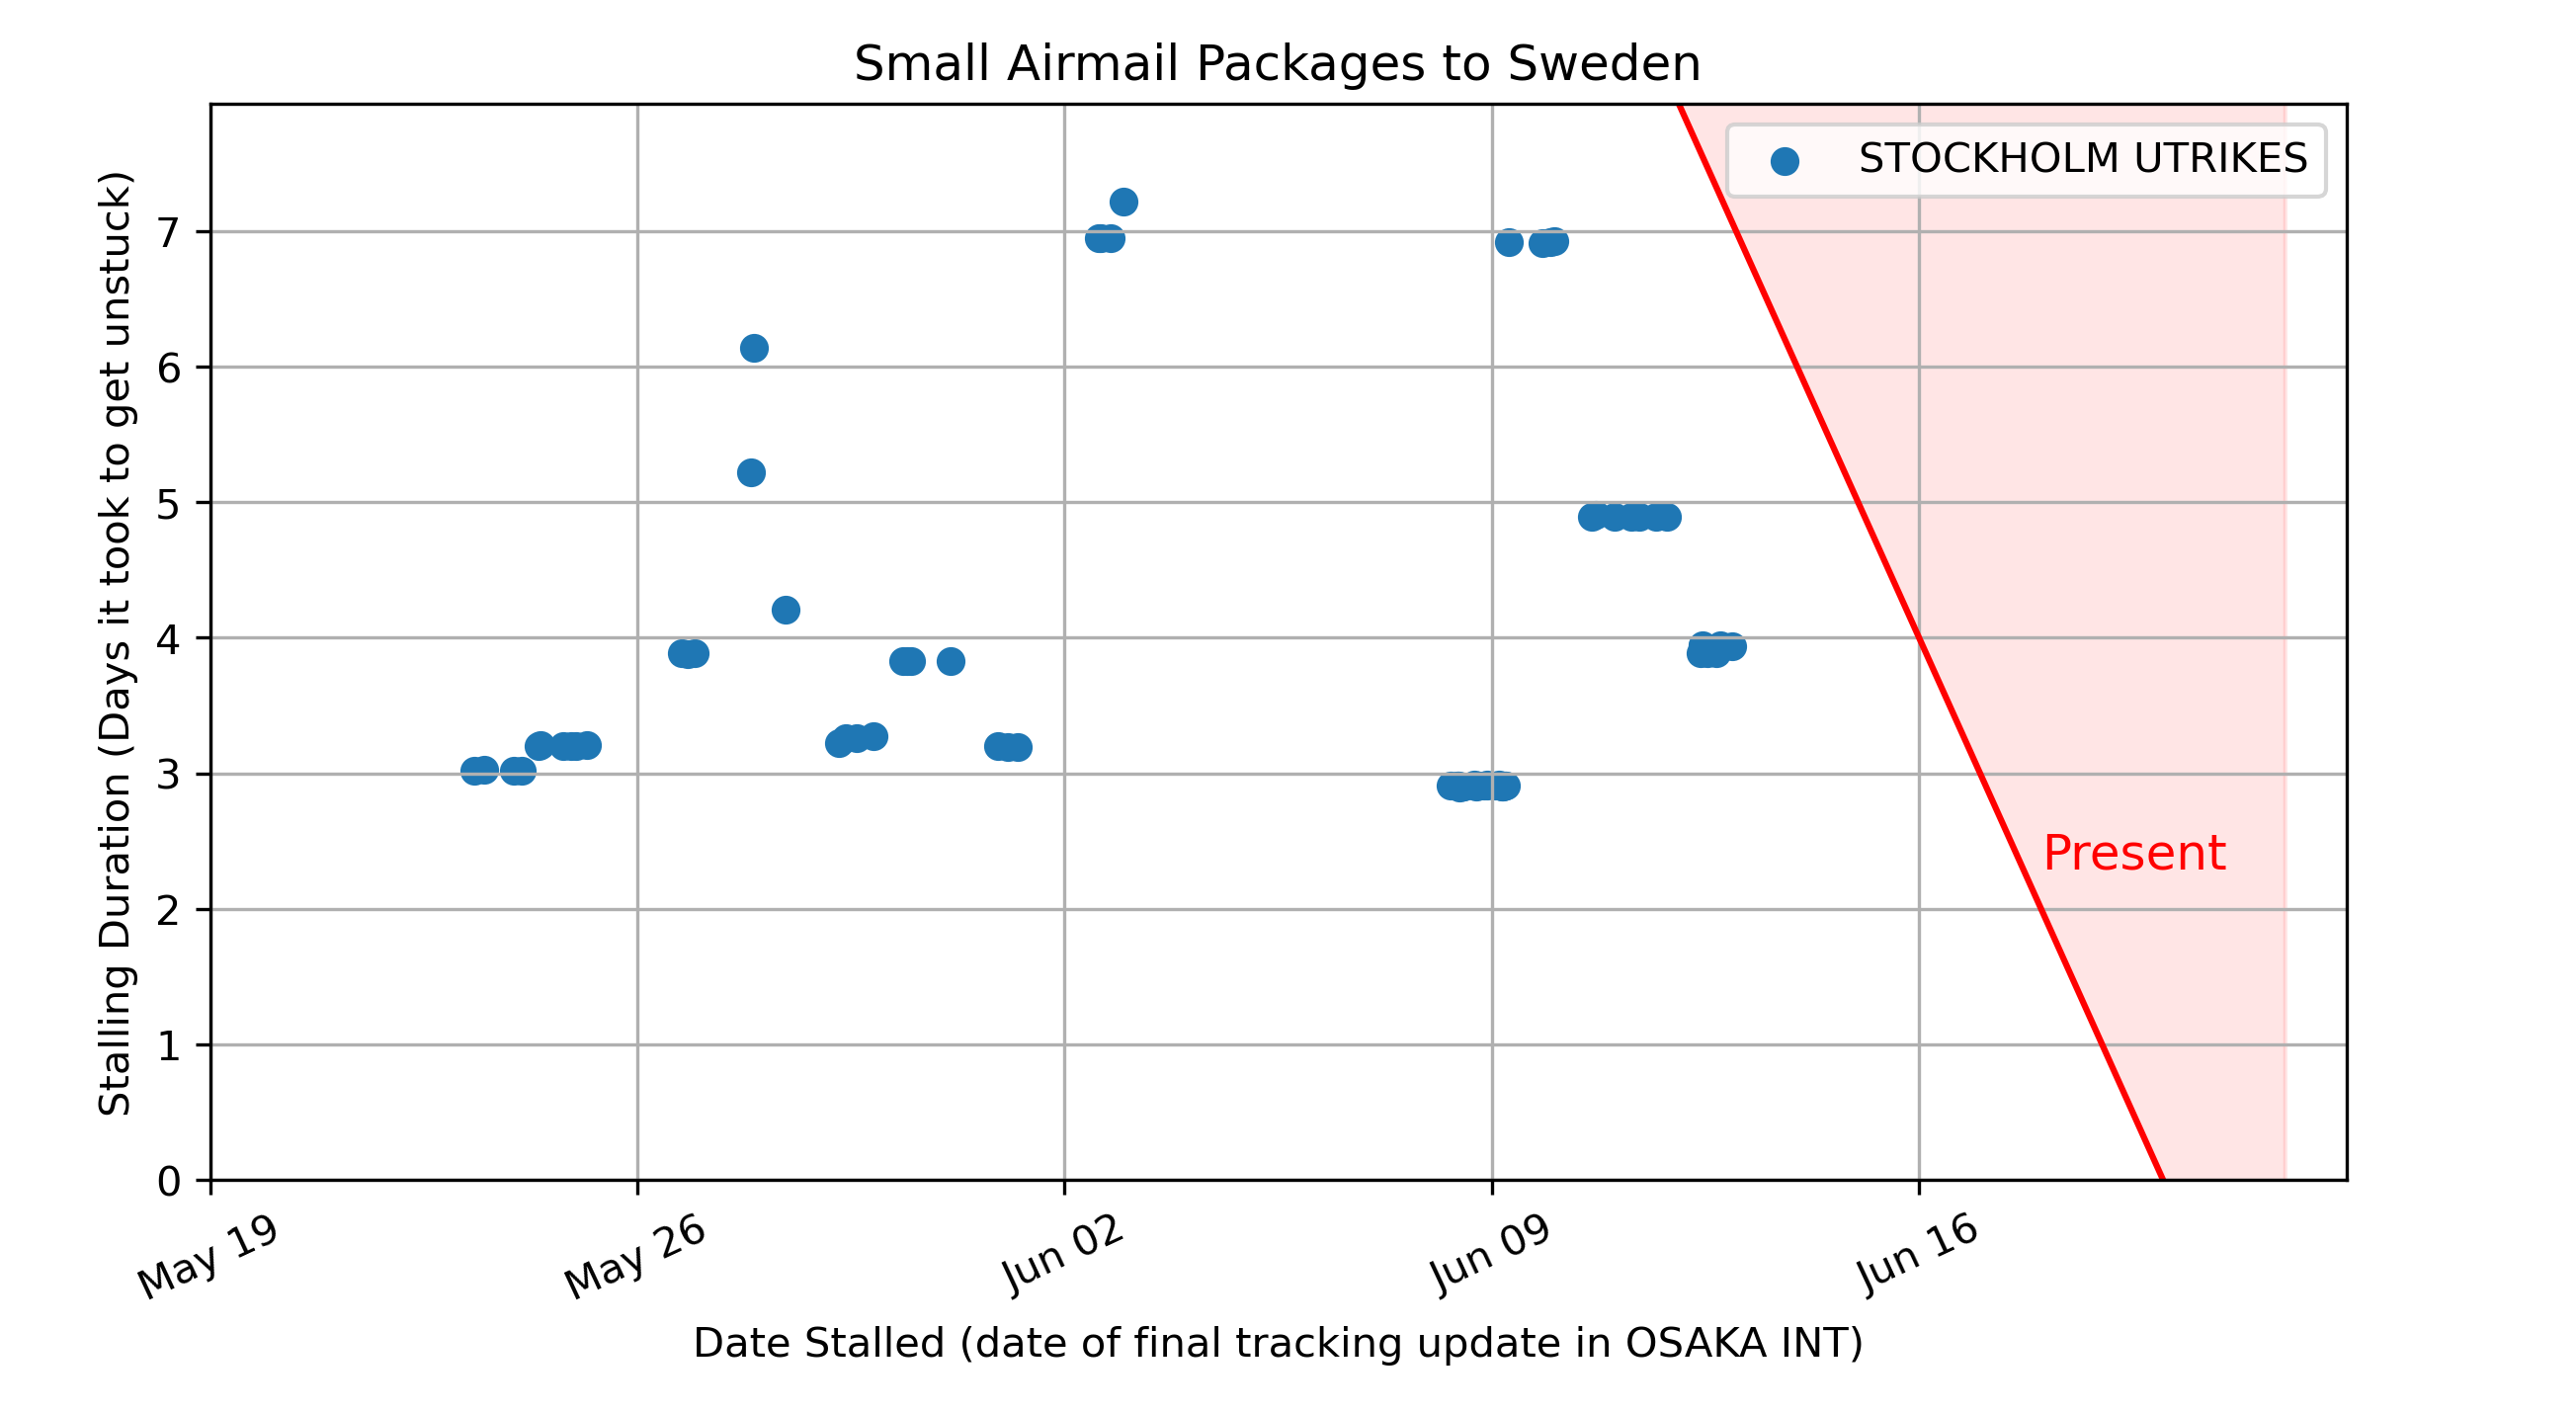 Small Airmail Packages to Sweden
STOCKHOLM UTRIKES
Stalling Duration (Days it took to get unstuck)
7
6
5
4
3
2
1
0
Present
May 19
May 26
Jun 02
Jun 09
Jun 16
Date Stalled (date of final tracking update in OSAKA INT)